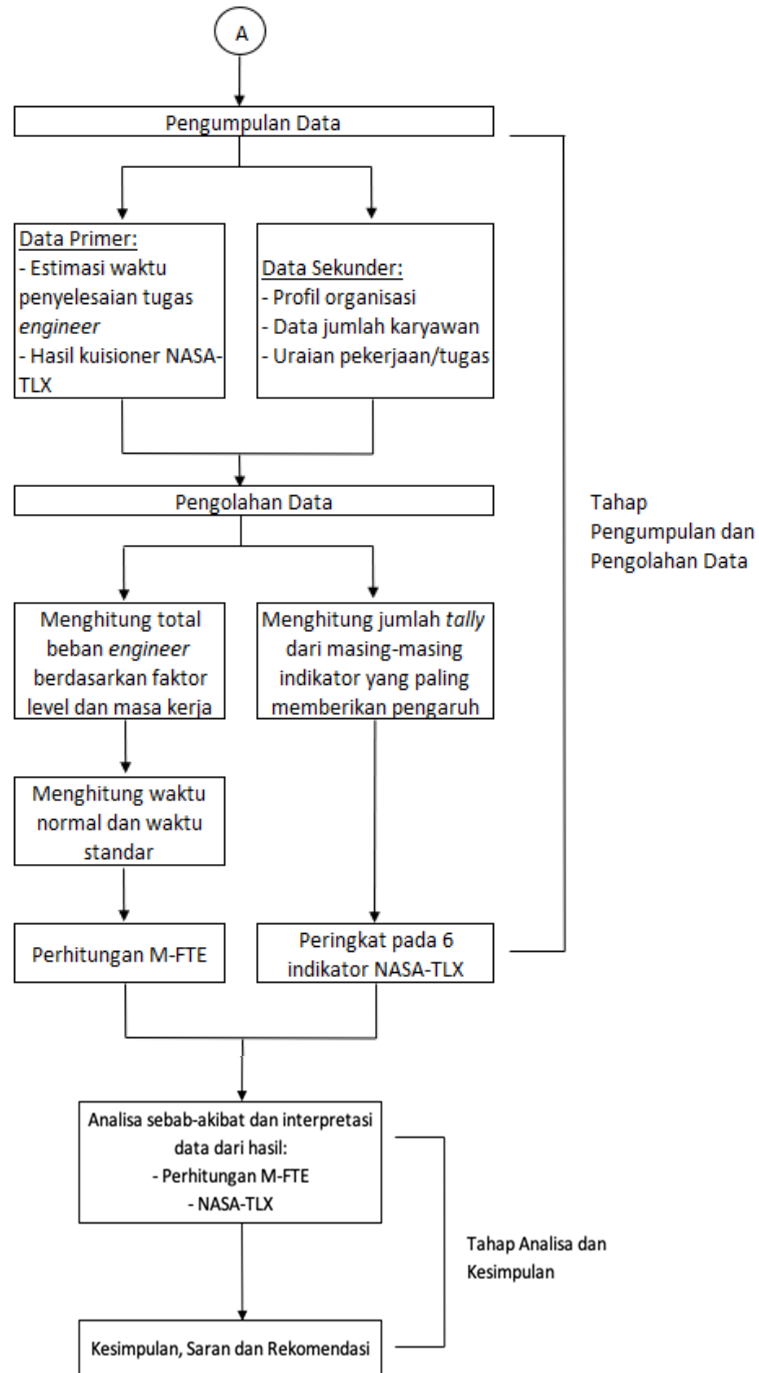 A
Pengumpulan Data
Data Primer:
- Estimasi waktu
penyelesaian tugas
engineer
- Hasil kuisioner NASA-
TLX
Data Sekunder:
- Profil organisasi
- Data jumlah karyawan
- Uraian pekerjaan/tugas
Pengolahan Data
Tahap
Pengumpulan dan
Pengolahan Data
Menghitung total
beban engineer
berdasarkan faktor
level dan masa kerja
Menghitung jumlah tally
dari masing-masing
indikator yang paling
memberikan pengaruh
Menghitung waktu
normal dan waktu
standar
Perhitungan M-FTE
Peringkat pada 6
indikator NASA-TLX
Analisa sebab-akibat dan interpretasi
data dari hasil:
- Perhitungan M-FTE
- NASA-TLX
Tahap Analisa dan
Kesimpulan
Kesimpulan, Saran dan Rekomendasi